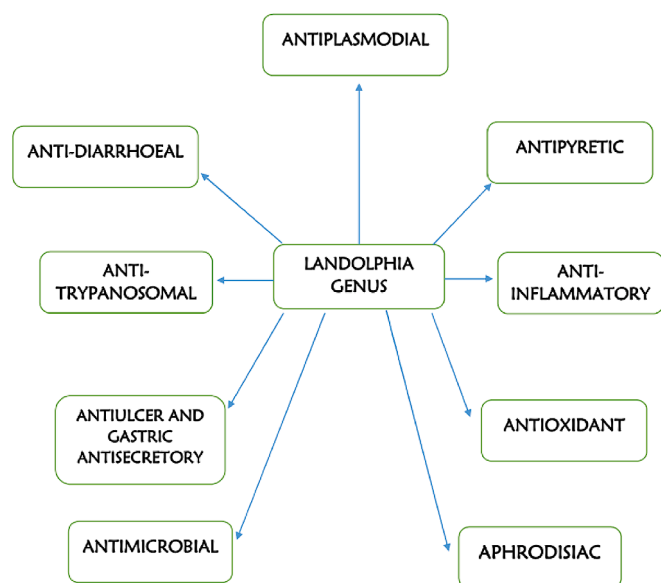 ANTIPLASMODIAL
ANTI-DIARRHOEAL
ANTIPYRETIC
ANTI-
TRYPANOSOMAL
LANDOLPHIA
GENUS
ANTI-
INFLAMMATORY
ANTIULCER AND
GASTRIC
ANTISECRETORY
ANTIOXIDANT
ANTIMICROBIAL
APHRODISIAC